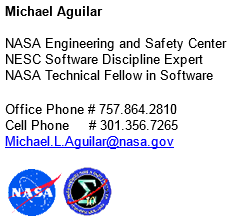 Michael Aguilar
NASA Engineering and Safety Center
NESC Software Discipline Expert
NASA Technical Fellow in Software
Office Phone # 757.864.2810
Cell Phone # 301.356.7265
Michael.L.Aguilar@nasa.gov
NASA